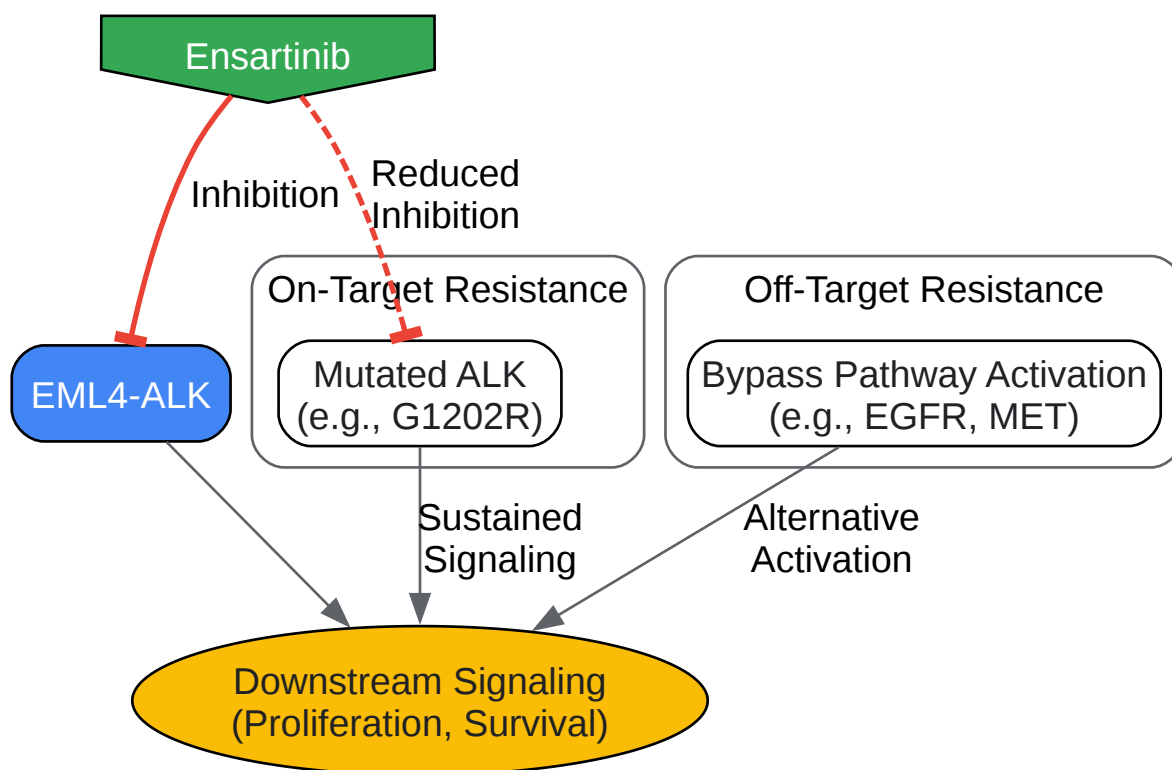 Ensartinib
Inhibition
Reduced
Inhibition
On-Target Resistance
Off-Target Resistance
EML4-ALK
Mutated ALK
(e.g., G1202R)
Bypass Pathway Activation
(e.g., EGFR, MET)
Sustained
Signaling
Alternative
Activation
Downstream Signaling
(Proliferation, Survival)